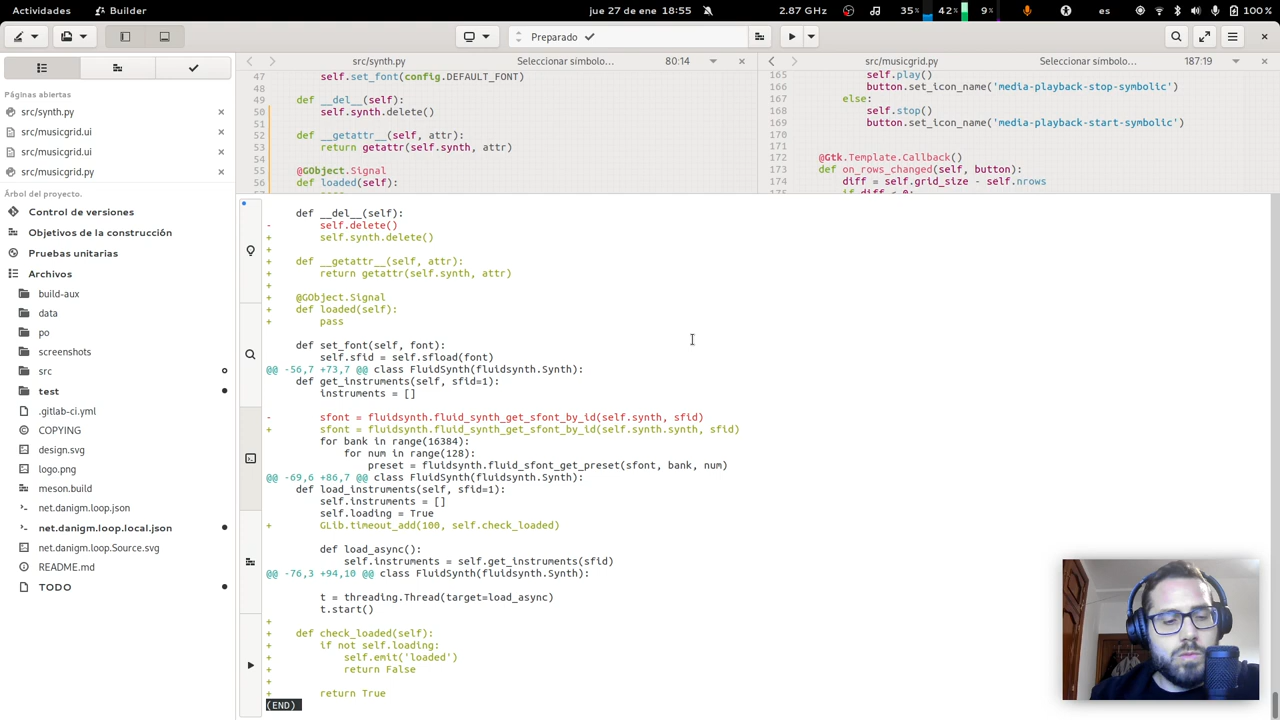 Actividades
Builder
jue 27 de ene 18:55
2.87 GHz
35%
42%
9%
es
100 %
Preparado
src/synth.py
Seleccionar símbolo…
80:14
src/musicgrid.py
Seleccionar símbolo…
187:19
Páginas abiertas
src/synth.py
src/musicgrid.ui
src/musicgrid.ui
src/musicgrid.py
Árbol del proyecto.
Control de versiones
Objetivos de la construcción
Pruebas unitarias
Archivos
build-aux
data
po
screenshots
src
test
.gitlab-ci.yml
COPYING
design.svg
logo.png
meson.build
net.danigm.loop.json
net.danigm.loop.local.json
net.danigm.loop.Source.svg
README.md
TODO
47 self.set_font(config.DEFAULT_FONT)
48
49 def __del__(self):
50 self.synth.delete()
51
52 def __getattr__(self, attr):
53 return getattr(self.synth, attr)
54
55 @GObject.Signal
56 def loaded(self):
165 self.play()
166 button.set_icon_name('media-playback-stop-symbolic')
167 else:
168 self.stop()
169 button.set_icon_name('media-playback-start-symbolic')
170
171
172 @Gtk.Template.Callback()
173 def on_rows_changed(self, button):
174 diff = self.grid_size - self.nrows
def __del__(self):
- self.delete()
+ self.synth.delete()
+
+ def __getattr__(self, attr):
+ return getattr(self.synth, attr)
+
+ @GObject.Signal
+ def loaded(self):
+ pass
def set_font(self, font):
self.sfid = self.sfload(font)
@@ -56,7 +73,7 @@ class FluidSynth(fluidsynth.Synth):
def get_instruments(self, sfid=1):
instruments = []
- sfont = fluidsynth.fluid_synth_get_sfont_by_id(self.synth, sfid)
+ sfont = fluidsynth.fluid_synth_get_sfont_by_id(self.synth.synth, sfid)
for bank in range(16384):
for num in range(128):
preset = fluidsynth.fluid_sfont_get_preset(sfont, bank, num)
@@ -69,6 +86,7 @@ class FluidSynth(fluidsynth.Synth):
def load_instruments(self, sfid=1):
self.instruments = []
self.loading = True
+ GLib.timeout_add(100, self.check_loaded)
def load_async():
self.instruments = self.get_instruments(sfid)
@@ -76,3 +94,10 @@ class FluidSynth(fluidsynth.Synth):
t = threading.Thread(target=load_async)
t.start()
+
+ def check_loaded(self):
+ if not self.loading:
+ self.emit('loaded')
+ return False
+
+ return True
(END)